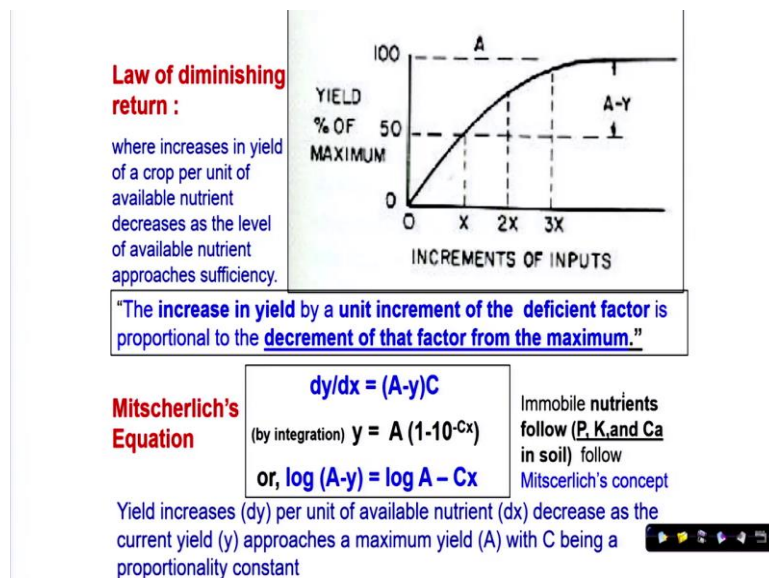 Law of diminishing
return :
where increases in yield
of a crop per unit of
available nutrient
decreases as the level
of available nutrient
approaches sufficiency.
100
A
YIELD
% OF
MAXIMUM
50
A-Y
0
0 X 2X 3X
INCREMENTS OF INPUTS
“The increase in yield by a unit increment of the deficient factor is
proportional to the decrement of that factor from the maximum.”
Mitscherlich’s
Equation
dy/dx = (A-y)C
(by integration) y = A (1-10^-Cx)
or, log (A-y) = log A – Cx
Immobile nutrients
follow (P, K,and Ca
in soil) follow
Mitscerlich’s concept
Yield increases (dy) per unit of available nutrient (dx) decrease as the
current yield (y) approaches a maximum yield (A) with C being a
proportionality constant